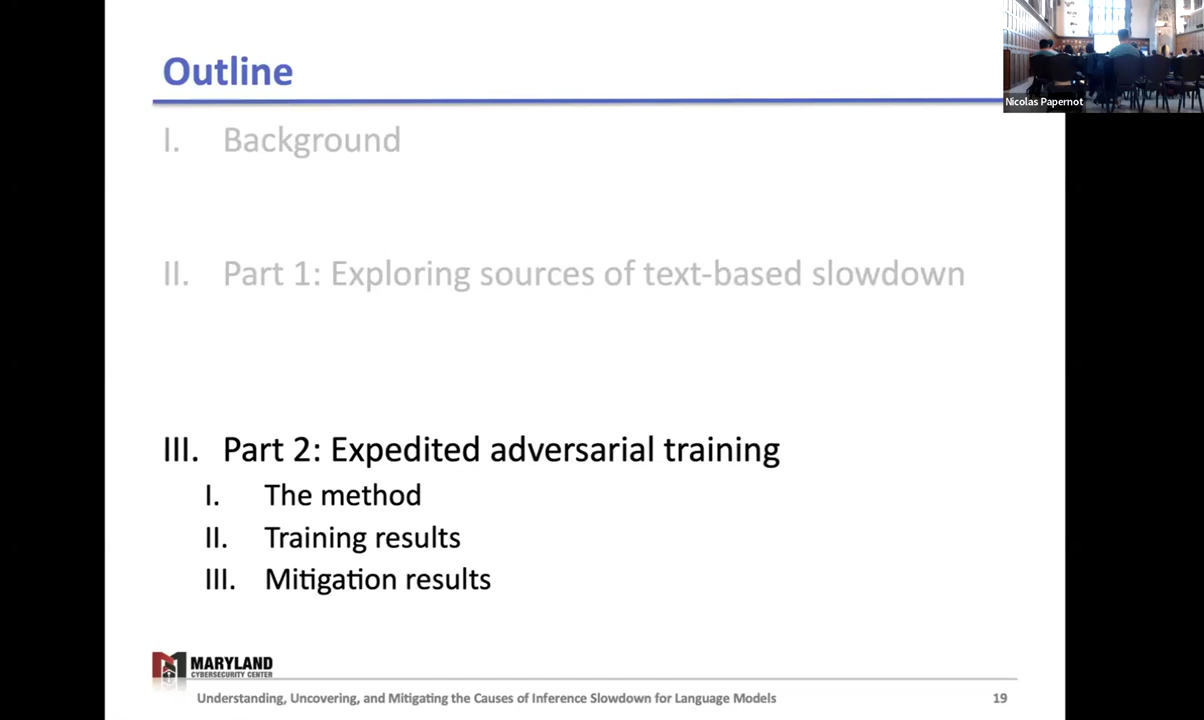 Outline
Nicolas Papernot
I. Background
II. Part 1: Exploring sources of text-based slowdown
III. Part 2: Expedited adversarial training
I. The method
II. Training results
III. Mitigation results
MARYLAND
CYBERSECURITY CENTER
Understanding, Uncovering, and Mitigating the Causes of Inference Slowdown for Language Models 19